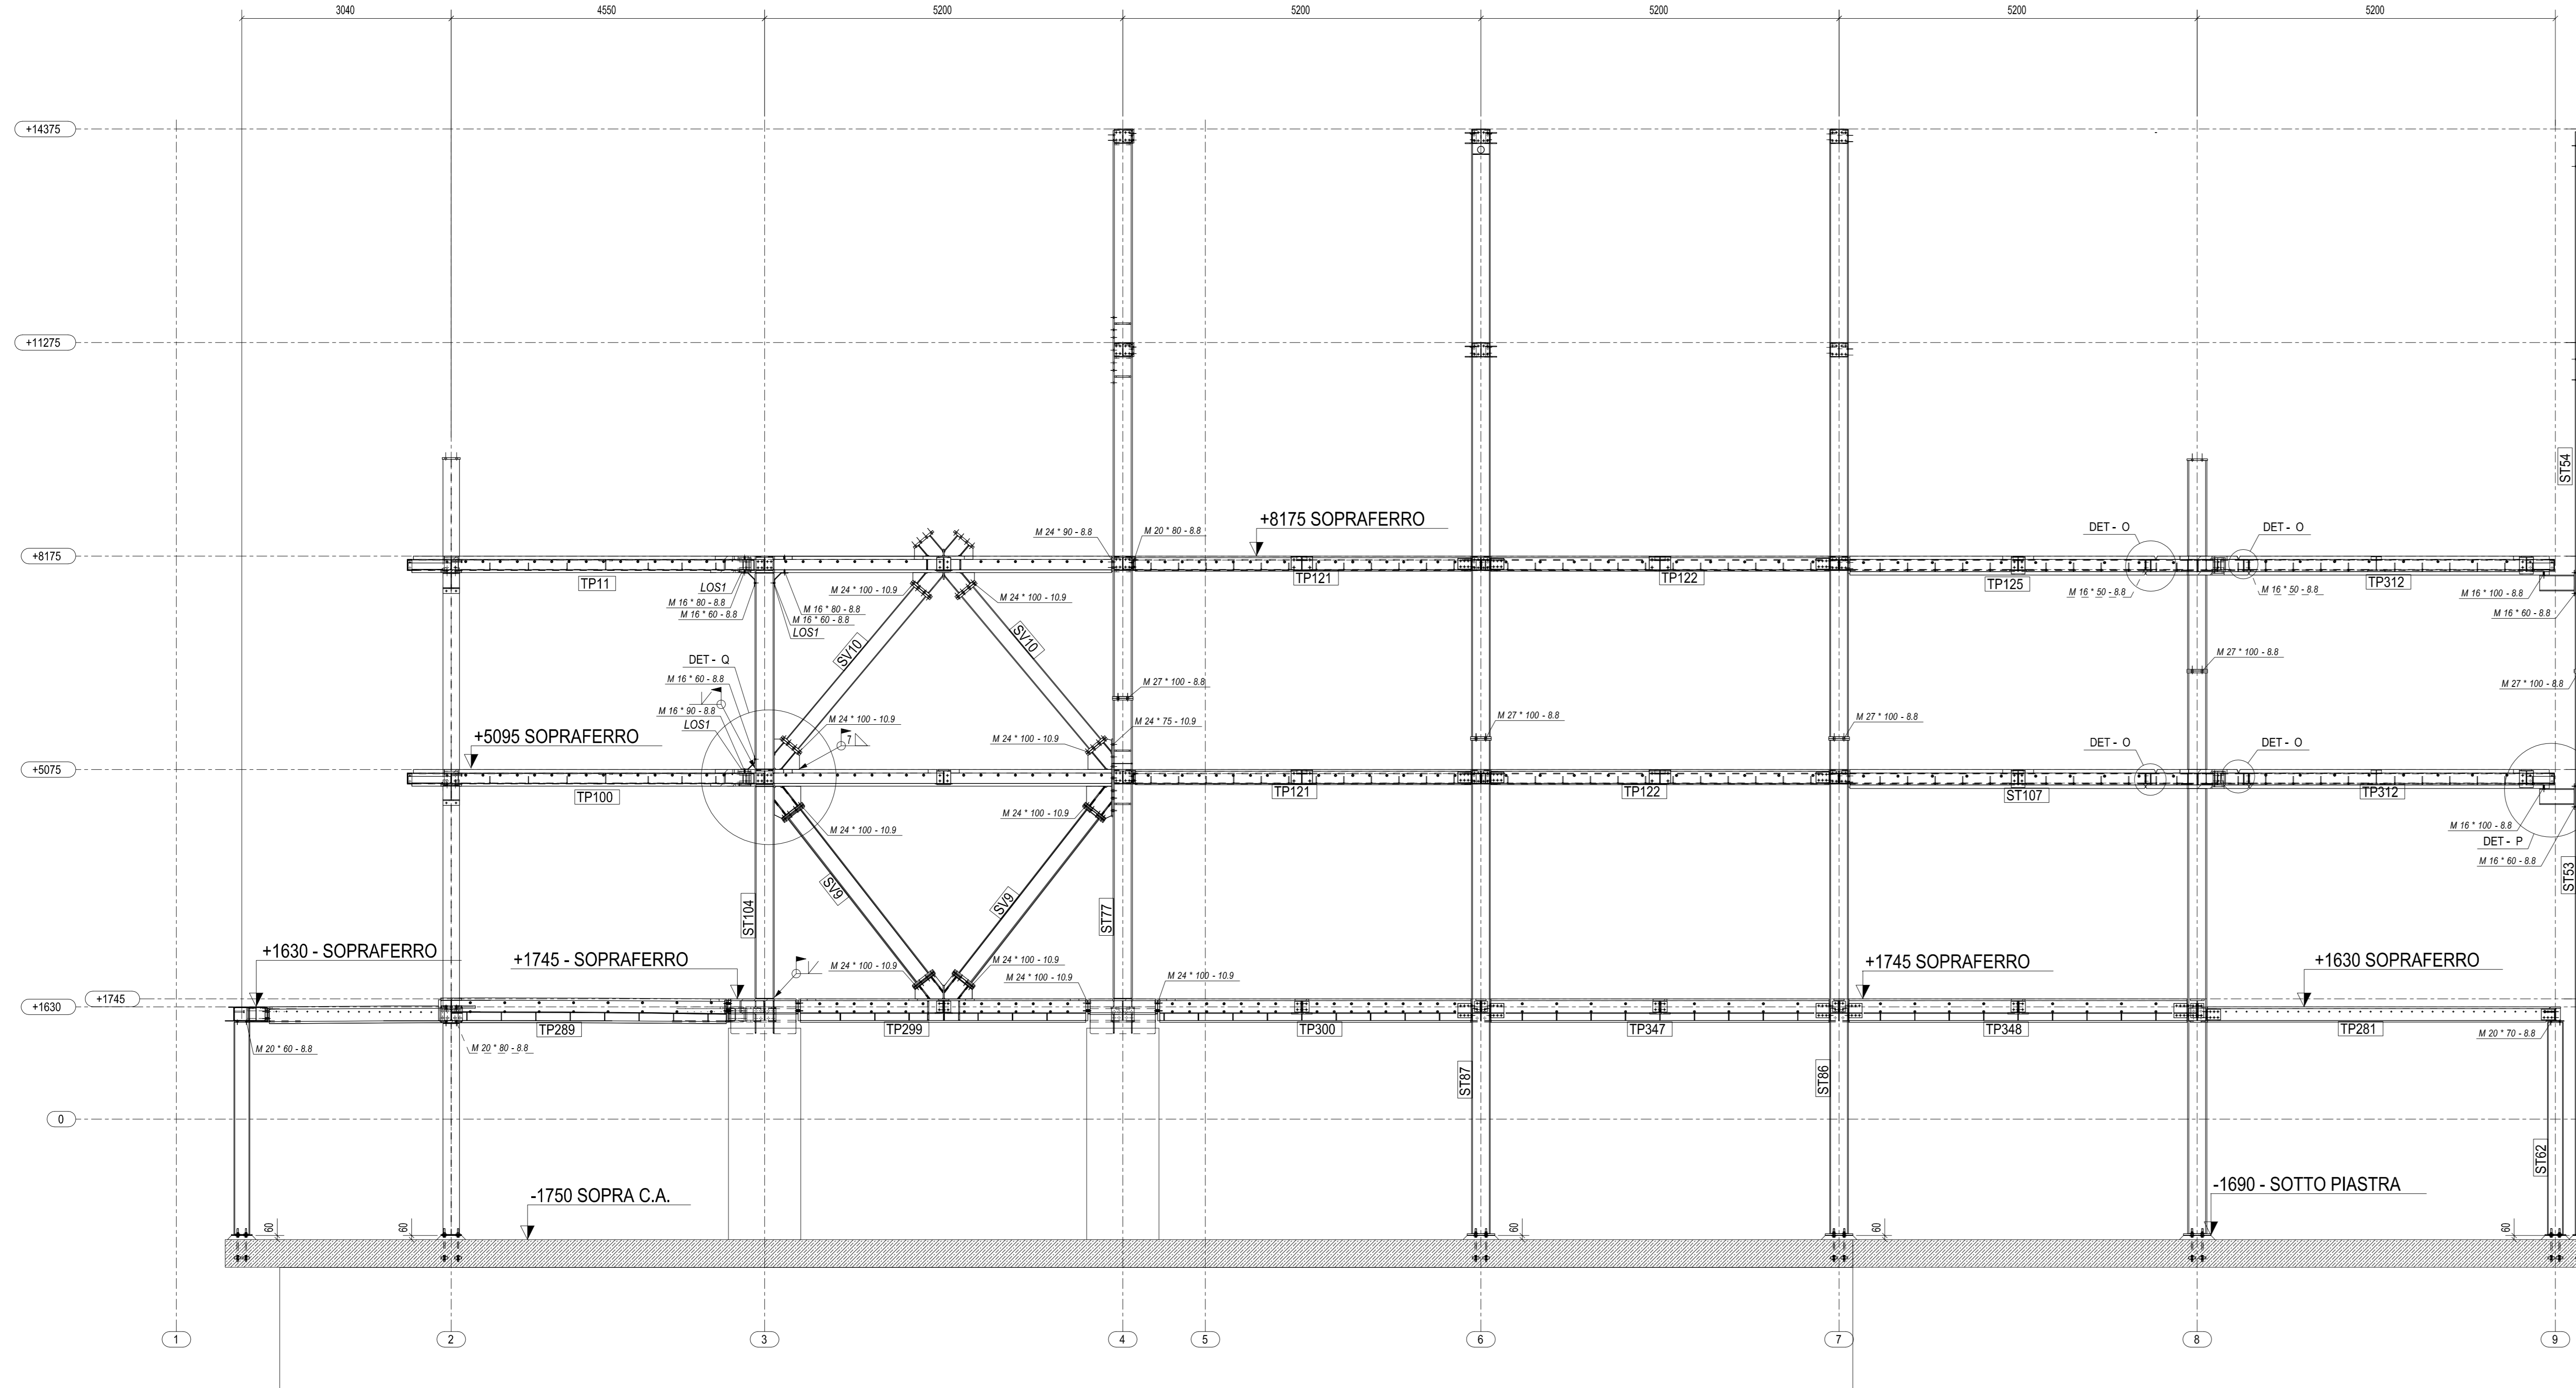 3040 4550 5200 5200 5200 5200 5200
+14375
+11275
ST54
+8175 SOPRAFERRO
DET - O DET - O
M 24 * 90 - 8.8 M 20 * 80 - 8.8
+8175
TP11 TP121 TP122 TP125 TP312
LOS1
M 24 * 100 - 10.9 M 24 * 100 - 10.9
M 16 * 50 - 8.8 M 16 * 50 - 8.8
M 16 * 100 - 8.8
M 16 * 80 - 8.8
M 16 * 60 - 8.8
M 16 * 80 - 8.8
M 16 * 60 - 8.8
LOS1
M 16 * 60 - 8.8
SV10 SV10
DET - Q
M 16 * 60 - 8.8
M 16 * 90 - 8.8
LOS1
M 27 * 100 - 8.8
M 27 * 100 - 8.8
M 27 * 100 - 8.8
M 24 * 100 - 10.9
7
M 24 * 75 - 10.9
M 24 * 100 - 10.9
M 27 * 100 - 8.8
M 27 * 100 - 8.8
+5095 SOPRAFERRO
DET - O DET - O
+5075
TP100 TP121 TP122 ST107 TP312
M 24 * 100 - 10.9
M 24 * 100 - 10.9
M 16 * 100 - 8.8
DET - P
M 16 * 60 - 8.8
SV9 SV9
ST104 ST77 ST53
+1630 - SOPRAFERRO
+1745 - SOPRAFERRO
+1745 SOPRAFERRO
+1630 SOPRAFERRO
M 24 * 100 - 10.9 M 24 * 100 - 10.9
M 24 * 100 - 10.9 M 24 * 100 - 10.9
+1745
+1630
TP289 TP299 TP300 TP347 TP348 TP281
M 20 * 60 - 8.8
M 20 * 80 - 8.8
M 20 * 70 - 8.8
ST87 ST86
0
ST62
-1750 SOPRA C.A.
-1690 - SOTTO PIASTRA
60 60 60 60 60
1 2 3 4 5 6 7 8 9